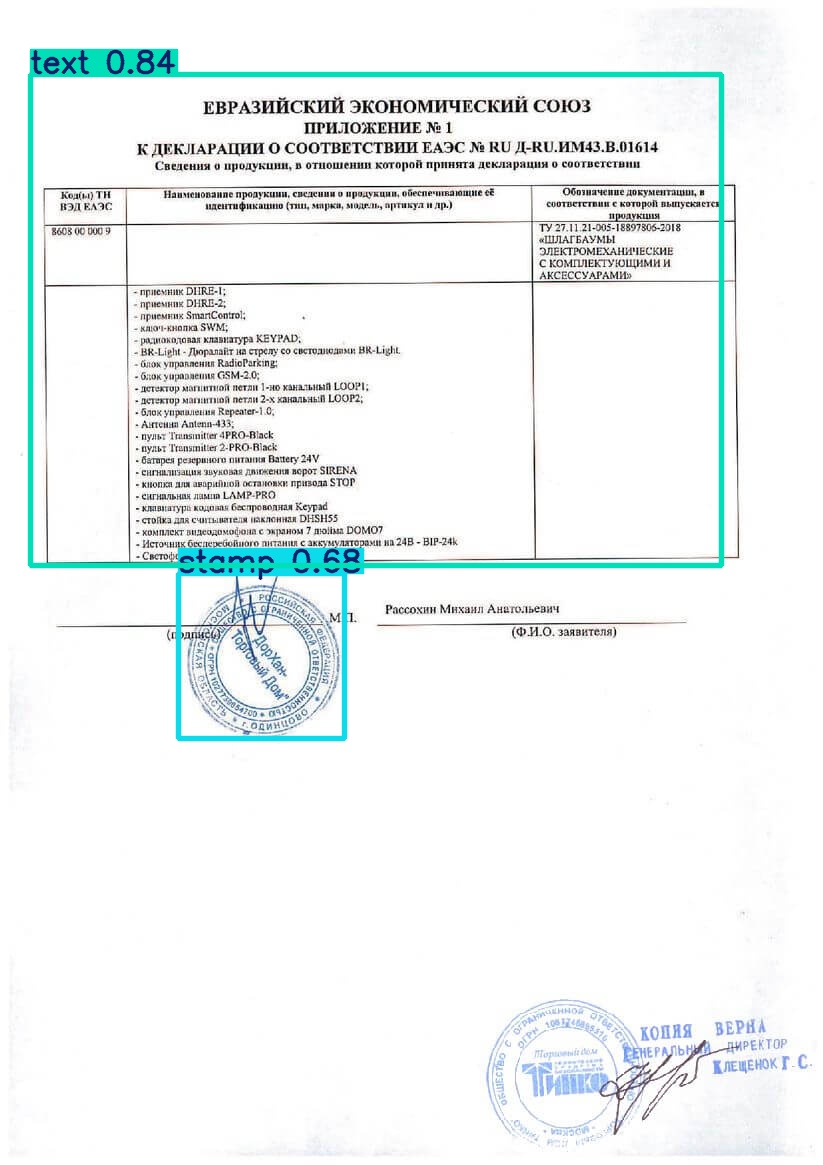 text 0.84
ЕВРАЗИЙСКИЙ ЭКОНОМИЧЕСКИЙ СОЮЗ
ПРИЛОЖЕНИЕ № 1
К ДЕКЛАРАЦИИ О СООТВЕТСТВИИ ЕАЭС № RU Д-RU.ИМ43.В.01614
Сведения о продукции, в отношении которой принята декларация о соответствии
Код(ы) ТН
ВЭД ЕАЭС
Наименование продукции, сведения о продукции, обеспечивающие её
идентификацию (тип, марка, модель, артикул и др.)
Обозначение документации, в
соответствии с которой выпускается
продукция
8608 00 000 9
ТУ 27.11.21-005-18897806-2018
«ШЛАГБАУМЫ
ЭЛЕКТРОМЕХАНИЧЕСКИЕ
С КОМПЛЕКТУЮЩИМИ И
АКСЕССУАРАМИ»
- приемник DHRE-1;
- приемник DHRE-2;
- приемник SmartControl;
- ключ-кнопка SWM;
- радиокодовая клавиатура KEYPAD;
- BR-Light - Дюралайт на стрелу со светодиодами BR-Light.
- блок управления RadioParking;
- блок управления GSM-2.0;
- детектор магнитной петли 1-но канальный LOOP1;
- детектор магнитной петли 2-х канальный LOOP2;
- блок управления Repeater-1.0;
- Антенна Antenn-433;
- пульт Transmitter 4PRO-Black
- пульт Transmitter 2-PRO-Black
- батарея резервного питания Battery 24V
- сигнализация звуковая движения ворот SIRENA
- кнопка для аварийной остановки привода STOP
- сигнальная лампа LAMP-PRO
- клавиатура кодовая беспроводная Keypad
- стойка для считывателя наклонная DHSH55
- комплект видеодомофона с экраном 7 дюйма DOMO7
- Источник бесперебойного питания с аккумуляторами на 24В - BIP-24k
- Светоф
stamp 0.68
(подпись)
М.П.
Рассохин Михаил Анатольевич
(Ф.И.О. заявителя)
РОССИЙСКАЯ ФЕДЕРАЦИЯ * МОСКОВСКАЯ ОБЛАСТЬ * г.ОДИНЦОВО
ОБЩЕСТВО С ОГРАНИЧЕННОЙ ОТВЕТСТВЕННОСТЬЮ
ДорХан-
Торговый Дом"
ОБЩЕСТВО С ОГРАНИЧЕННОЙ
Торговый дом
ТИНКО
МОСКВА
КОПИЯ ВЕРНА
ГЕНЕРАЛЬНЫЙ ДИРЕКТОР
КЛЕЩЕНОК Г.С.